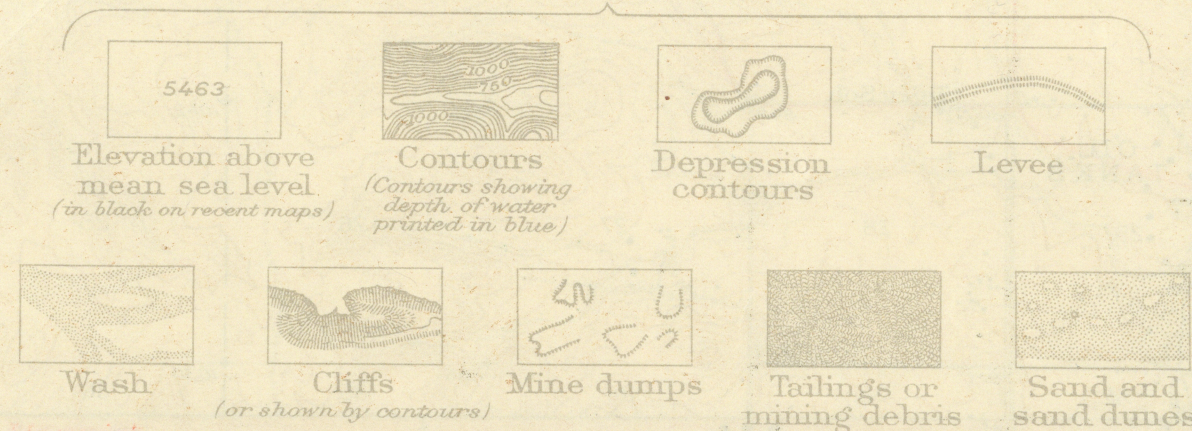 5463
1000
750
1000
Elevation above
mean sea level
(in black on recent maps)
Contours
(Contours showing
depth of water
printed in blue)
Depression
contours
Levee
Wash
Cliffs
(or shown by contours)
Mine dumps
Tailings or
mining debris
Sand and
sand dunes